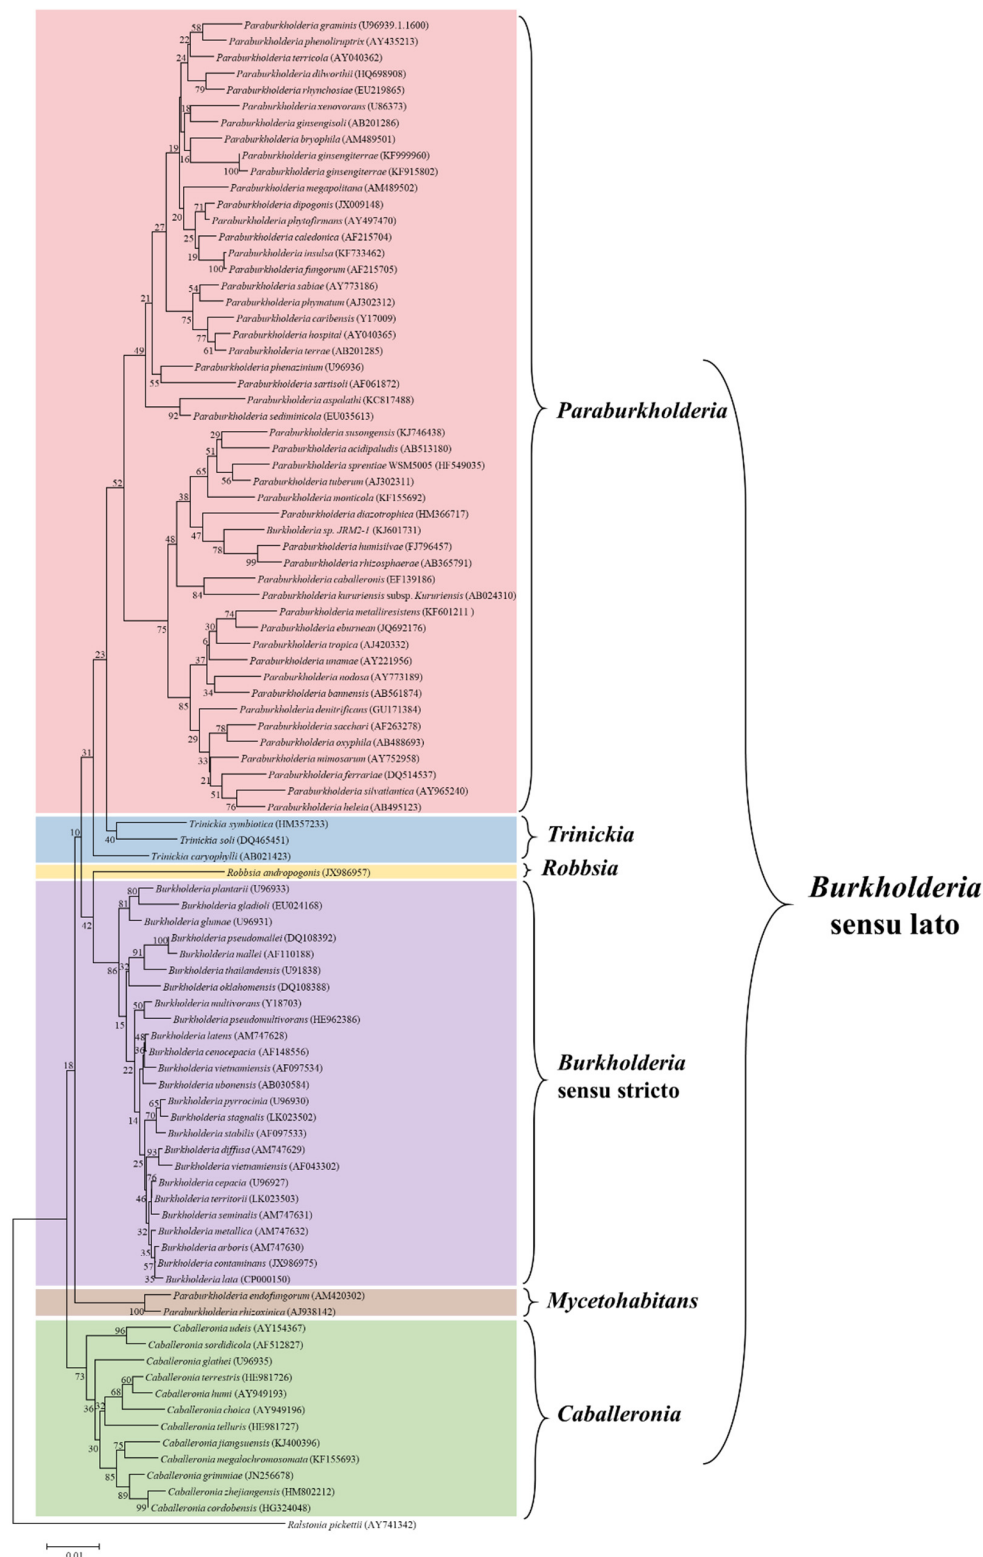 58
Paraburkholderia graminis (U96939.1.1600)
22
Paraburkholderia phenoliruptrix (AY435213)
24
Paraburkholderia terricola (AY040362)
Paraburkholderia dilworthii (HQ698908)
79
Paraburkholderia rhynchosiae (EU219865)
18
Paraburkholderia xenovorans (U86373)
Paraburkholderia ginsengisoli (AB201286)
Paraburkholderia bryophila (AM489501)
19
16
Paraburkholderia ginsengiterrae (KF999960)
100
Paraburkholderia ginsengiterrae (KF915802)
Paraburkholderia megapolitana (AM489502)
71
Paraburkholderia dipogonis (JX009148)
20
Paraburkholderia phytofirmans (AY497470)
27
25
Paraburkholderia caledonica (AF215704)
19
Paraburkholderia insulsa (KF733462)
100
Paraburkholderia fungorum (AF215705)
54
Paraburkholderia sabiae (AY773186)
21
Paraburkholderia phymatum (AJ302312)
75
Paraburkholderia caribensis (Y17009)
77
Paraburkholderia hospital (AY040365)
49
61
Paraburkholderia terrae (AB201285)
Paraburkholderia phenazinium (U96936)
55
Paraburkholderia sartisoli (AF061872)
Paraburkholderia aspalathi (KC817488)
92
Paraburkholderia sediminicola (EU035613)
Paraburkholderia
29
Paraburkholderia susongensis (KJ746438)
51
Paraburkholderia acidipaludis (AB513180)
65
Paraburkholderia sprentiae WSM5005 (HF549035)
52
56
Paraburkholderia tuberum (AJ302311)
38
Paraburkholderia monticola (KF155692)
Paraburkholderia diazotrophica (HM366717)
48
47
Burkholderia sp. JRM2-1 (KJ601731)
78
Paraburkholderia humisilvae (FJ796457)
99
Paraburkholderia rhizosphaerae (AB365791)
Paraburkholderia caballeronis (EF139186)
84
Paraburkholderia kururiensis subsp. Kururiensis (AB024310)
74
Paraburkholderia metalliresistens (KF601211 )
75
30
Paraburkholderia eburnean (JQ692176)
6
Paraburkholderia tropica (AJ420332)
23
37
Paraburkholderia unamae (AY221956)
Paraburkholderia nodosa (AY773189)
34
Paraburkholderia bannensis (AB561874)
85
Paraburkholderia denitrificans (GU171384)
78
Paraburkholderia sacchari (AF263278)
29
Paraburkholderia oxyphila (AB488693)
31
33
Paraburkholderia mimosarum (AY752958)
21
Paraburkholderia ferrariae (DQ514537)
51
Paraburkholderia silvatlantica (AY965240)
76
Paraburkholderia heleia (AB495123)
Trinickia symbiotica (HM357233)
10
40
Trinickia soli (DQ465451)
Trinickia caryophylli (AB021423)
Trinickia
Robbsia andropogonis (JX986957)
Robbsia
80
Burkholderia plantarii (U96933)
81
Burkholderia gladioli (EU024168)
42
Burkholderia glumae (U96931)
Burkholderia
sensu lato
100
Burkholderia pseudomallei (DQ108392)
91
Burkholderia mallei (AF110188)
86
32
Burkholderia thailandensis (U91838)
Burkholderia oklahomensis (DQ108388)
50
Burkholderia multivorans (Y18703)
15
Burkholderia pseudomultivorans (HE962386)
48
Burkholderia latens (AM747628)
36
Burkholderia cenocepacia (AF148556)
18
22
Burkholderia vietnamiensis (AF097534)
Burkholderia ubonensis (AB030584)
Burkholderia
sensu stricto
65
Burkholderia pyrrocinia (U96930)
14
70
Burkholderia stagnalis (LK023502)
Burkholderia stabilis (AF097533)
93
Burkholderia diffusa (AM747629)
25
Burkholderia vietnamiensis (AF043302)
76
Burkholderia cepacia (U96927)
46
Burkholderia territorii (LK023503)
Burkholderia seminalis (AM747631)
32
Burkholderia metallica (AM747632)
35
Burkholderia arboris (AM747630)
57
Burkholderia contaminans (JX986975)
35
Burkholderia lata (CP000150)
Paraburkholderia endofungorum (AM420302)
100
Paraburkholderia rhizoxinica (AJ938142)
Mycetohabitans
96
Caballeronia udeis (AY154367)
Caballeronia sordidicola (AF512827)
Caballeronia glathei (U96935)
73
60
Caballeronia terrestris (HE981726)
68
Caballeronia humi (AY949193)
36
32
Caballeronia choica (AY949196)
Caballeronia telluris (HE981727)
Caballeronia
30
75
Caballeronia jiangsuensis (KJ400396)
Caballeronia megalochromosomata (KF155693)
85
Caballeronia grimmiae (JN256678)
89
Caballeronia zhejiangensis (HM802212)
99
Caballeronia cordobensis (HG324048)
Ralstonia pickettii (AY741342)
0.01